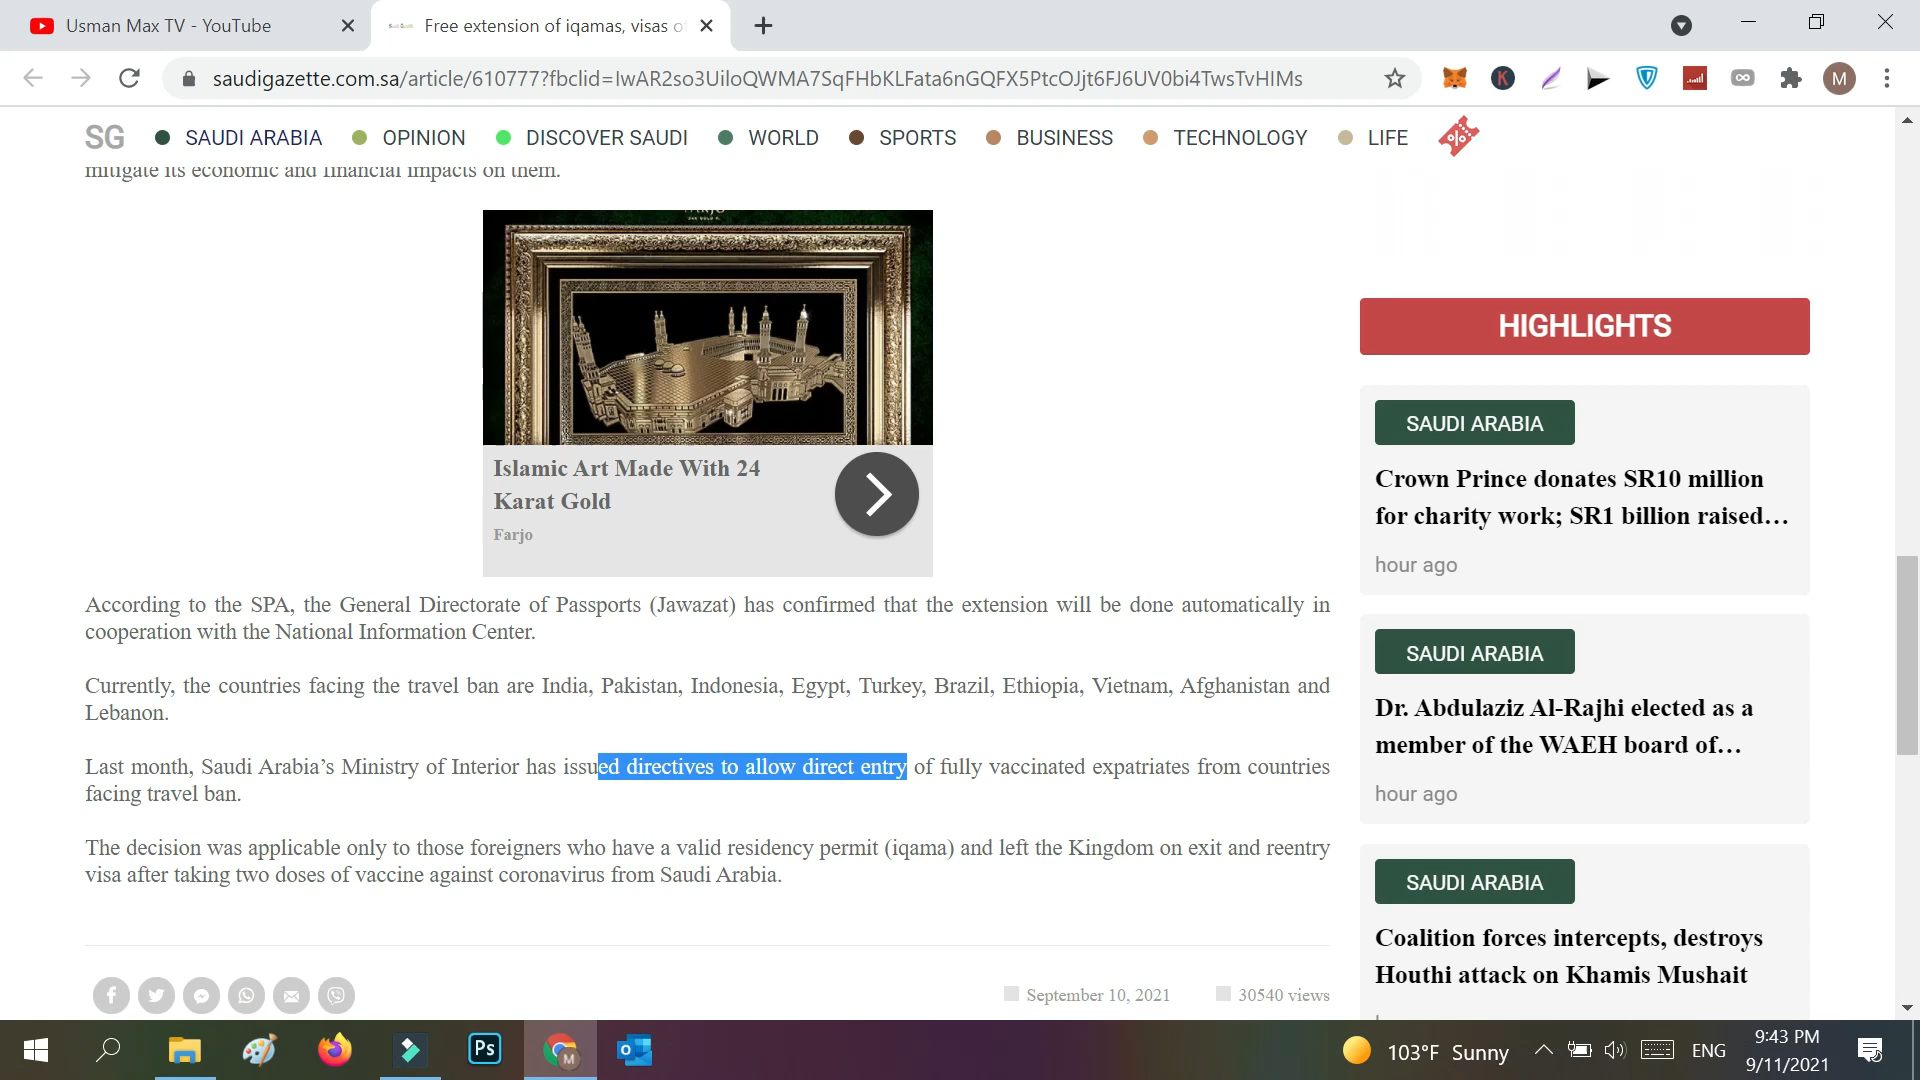 Usman Max TV - YouTube
Free extension of iqamas, visas o
saudigazette.com.sa/article/610777?fbclid=IwAR2so3UiloQWMA7SqFHbKLFata6nGQFX5PtcOJjt6FJ6UV0bi4TwsTvHIMs
K
M
SG
SAUDI ARABIA
OPINION
DISCOVER SAUDI
WORLD
SPORTS
BUSINESS
TECHNOLOGY
LIFE
%
mitigate its economic and financial impacts on them.
Islamic Art Made With 24
Karat Gold
Farjo
According to the SPA, the General Directorate of Passports (Jawazat) has confirmed that the extension will be done automatically in
cooperation with the National Information Center.
Currently, the countries facing the travel ban are India, Pakistan, Indonesia, Egypt, Turkey, Brazil, Ethiopia, Vietnam, Afghanistan and
Lebanon.
Last month, Saudi Arabia’s Ministry of Interior has issued directives to allow direct entry of fully vaccinated expatriates from countries
facing travel ban.
The decision was applicable only to those foreigners who have a valid residency permit (iqama) and left the Kingdom on exit and reentry
visa after taking two doses of vaccine against coronavirus from Saudi Arabia.
September 10, 2021
30540 views
HIGHLIGHTS
SAUDI ARABIA
Crown Prince donates SR10 million
for charity work; SR1 billion raised…
hour ago
SAUDI ARABIA
Dr. Abdulaziz Al-Rajhi elected as a
member of the WAEH board of…
hour ago
SAUDI ARABIA
Coalition forces intercepts, destroys
Houthi attack on Khamis Mushait
Ps
M
103°F Sunny
ENG
9:43 PM
9/11/2021